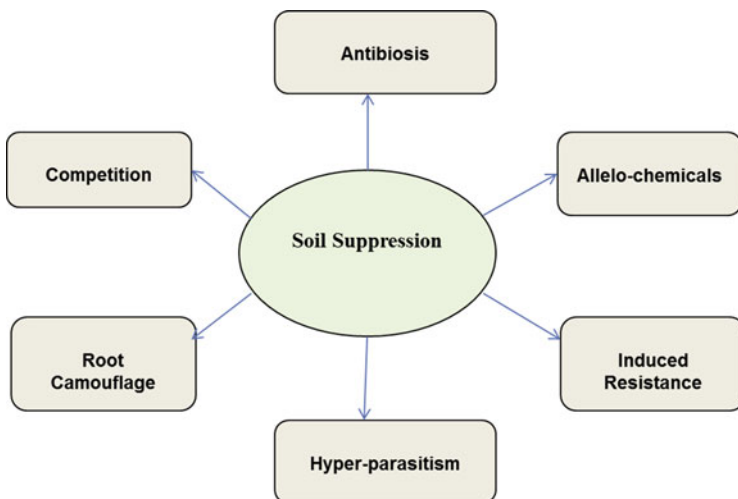 Antibiosis
Competition
Allelo-chemicals
Soil Suppression
Root
Camouflage
Induced
Resistance
Hyper-parasitism